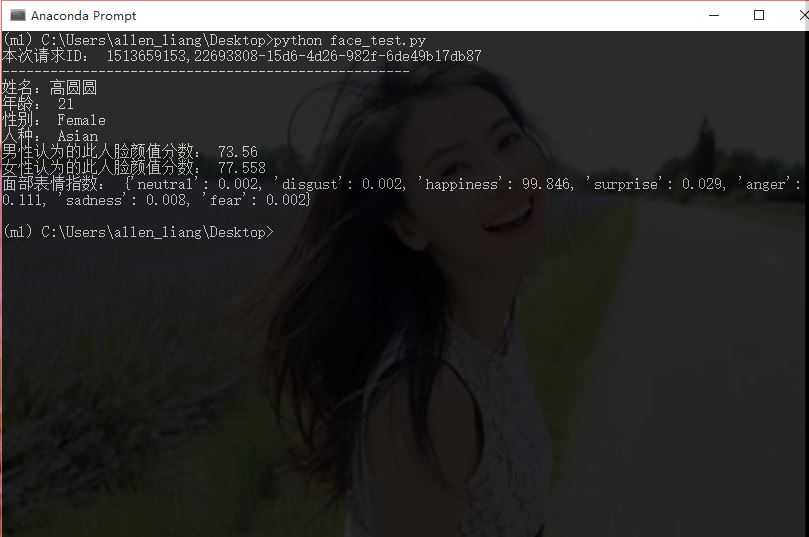 Anaconda Prompt
(ml) C:\Users\allen_liang\Desktop>python face_test.py
本次请求ID： 1513659153,22693808-15d6-4d26-982f-6de49b17db87
---------------------------------------------------
姓名：高圆圆
年龄： 21
性别： Female
人种： Asian
男性认为的此人脸颜值分数： 73.56
女性认为的此人脸颜值分数： 77.558
面部表情指数： {'neutral': 0.002, 'disgust': 0.002, 'happiness': 99.846, 'surprise': 0.029, 'anger':
0.111, 'sadness': 0.008, 'fear': 0.002}
(ml) C:\Users\allen_liang\Desktop>